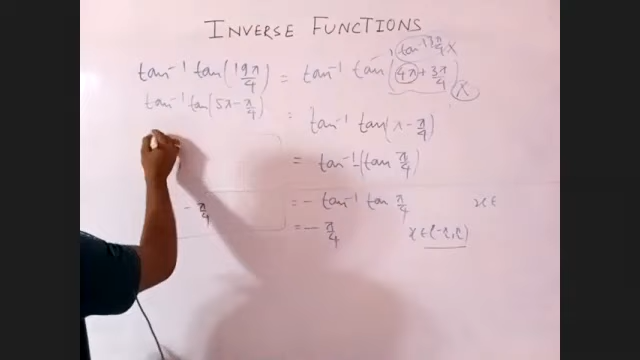 INVERSE FUNCTIONS
tan⁻¹ tan(19π/4) = tan⁻¹ tan⁻¹(4π + 3π/4)
tan⁻¹ tan(5π − π/4) : tan⁻¹ tan(π − π/4)
= tan⁻¹ −(tan π/4)
− π/4
= − tan⁻¹ tan π/4
x ∈
= − π/4